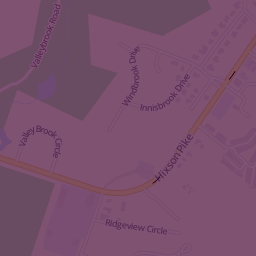 Valleybrook Road
Windbrook Drive
Innisbrook Drive
Valley Brook Circle
Hixson Pike
Ridgeview Circle